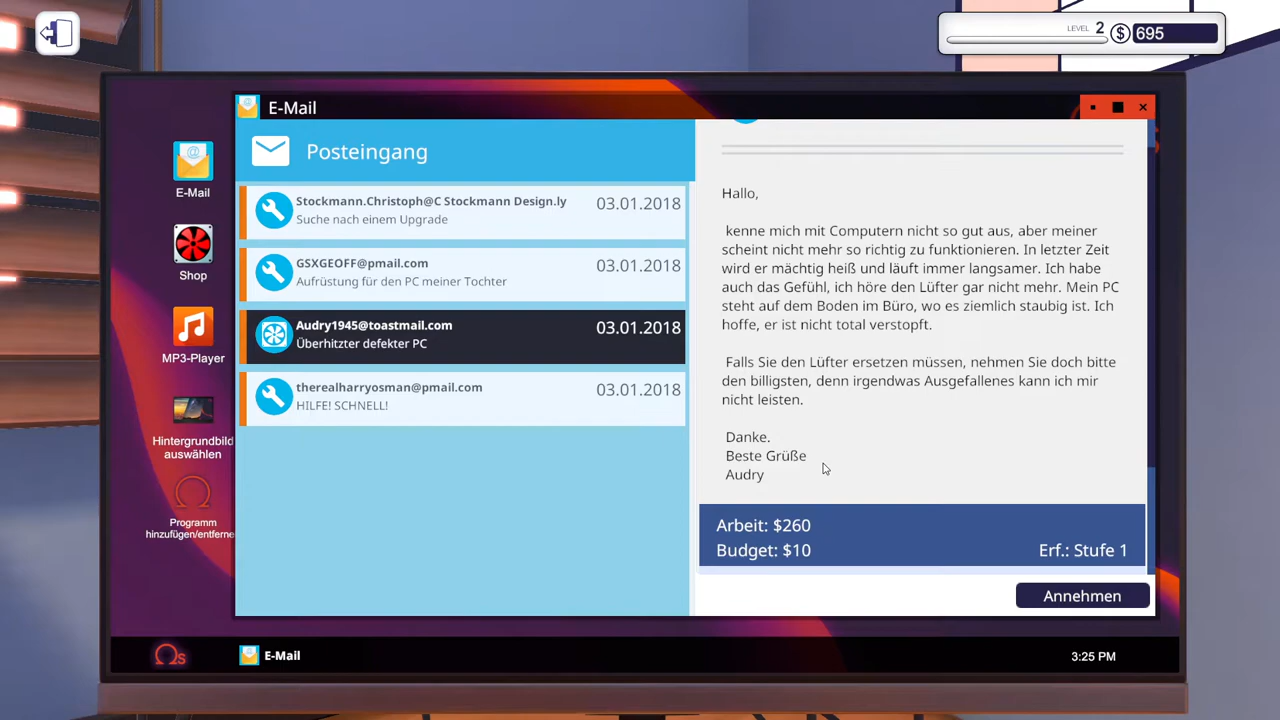 LEVEL 2 $ 695
E-Mail
Posteingang
Stockmann.Christoph@C Stockmann Design.ly 03.01.2018
Suche nach einem Upgrade
GSXGEOFF@pmail.com 03.01.2018
Aufrüstung für den PC meiner Tochter
Audry1945@toastmail.com 03.01.2018
Überhitzter defekter PC
therealharryosman@pmail.com 03.01.2018
HILFE! SCHNELL!
Hallo,
kenne mich mit Computern nicht so gut aus, aber meiner
scheint nicht mehr so richtig zu funktionieren. In letzter Zeit
wird er mächtig heiß und läuft immer langsamer. Ich habe
auch das Gefühl, ich höre den Lüfter gar nicht mehr. Mein PC
steht auf dem Boden im Büro, wo es ziemlich staubig ist. Ich
hoffe, er ist nicht total verstopft.
Falls Sie den Lüfter ersetzen müssen, nehmen Sie doch bitte
den billigsten, denn irgendwas Ausgefallenes kann ich mir
nicht leisten.
Danke.
Beste Grüße
Audry
Arbeit: $260
Budget: $10 Erf.: Stufe 1
Annehmen
E-Mail
Shop
MP3-Player
Hintergrundbild
auswählen
Programm
hinzufügen/entferne
Ωs E-Mail 3:25 PM